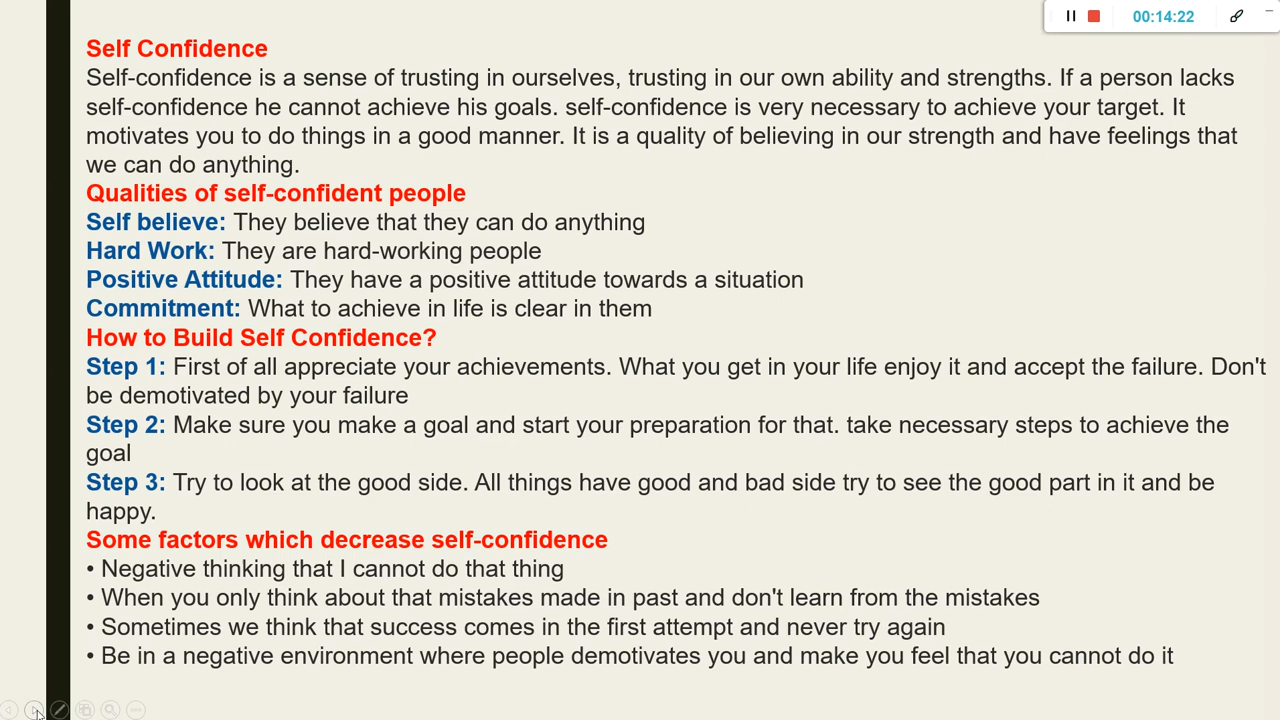 00:14:22
Self Confidence
Self-confidence is a sense of trusting in ourselves, trusting in our own ability and strengths. If a person lacks
self-confidence he cannot achieve his goals. self-confidence is very necessary to achieve your target. It
motivates you to do things in a good manner. It is a quality of believing in our strength and have feelings that
we can do anything.
Qualities of self-confident people
Self believe: They believe that they can do anything
Hard Work: They are hard-working people
Positive Attitude: They have a positive attitude towards a situation
Commitment: What to achieve in life is clear in them
How to Build Self Confidence?
Step 1: First of all appreciate your achievements. What you get in your life enjoy it and accept the failure. Don't
be demotivated by your failure
Step 2: Make sure you make a goal and start your preparation for that. take necessary steps to achieve the
goal
Step 3: Try to look at the good side. All things have good and bad side try to see the good part in it and be
happy.
Some factors which decrease self-confidence
• Negative thinking that I cannot do that thing
• When you only think about that mistakes made in past and don't learn from the mistakes
• Sometimes we think that success comes in the first attempt and never try again
• Be in a negative environment where people demotivates you and make you feel that you cannot do it